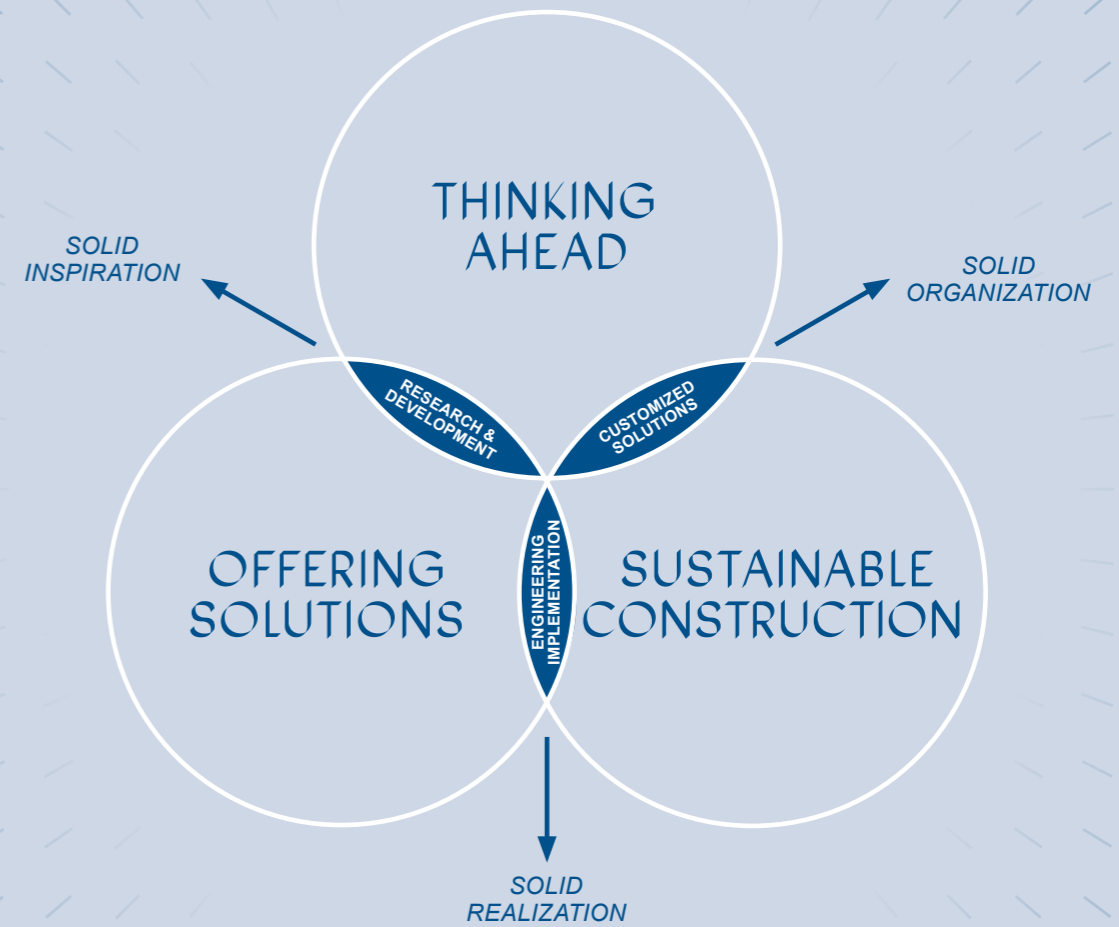 THINKING
AHEAD
SOLID
INSPIRATION
SOLID
ORGANIZATION
RESEARCH &
DEVELOPMENT
CUSTOMIZED
SOLUTIONS
OFFERING
SOLUTIONS
ENGINEERING
IMPLEMENTATION
SUSTAINABLE
CONSTRUCTION
SOLID
REALIZATION